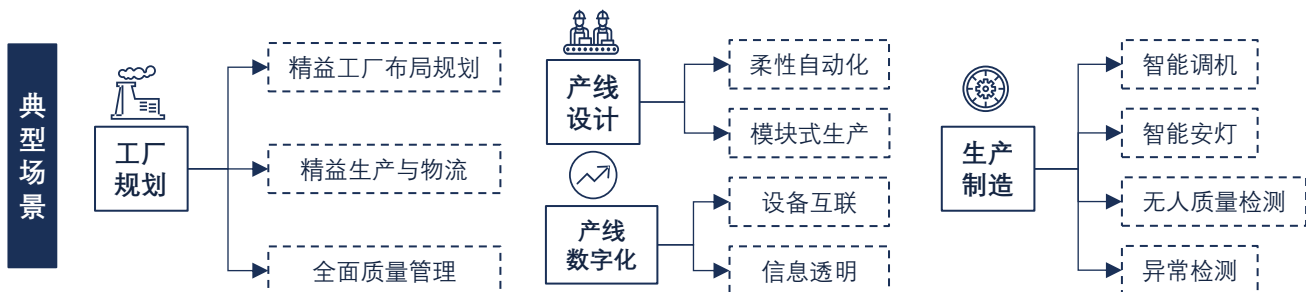 典型场景
工厂
规划
精益工厂布局规划
精益生产与物流
全面质量管理
产线
设计
柔性自动化
模块式生产
产线
数字化
设备互联
信息透明
生产
制造
智能调机
智能安灯
无人质量检测
异常检测